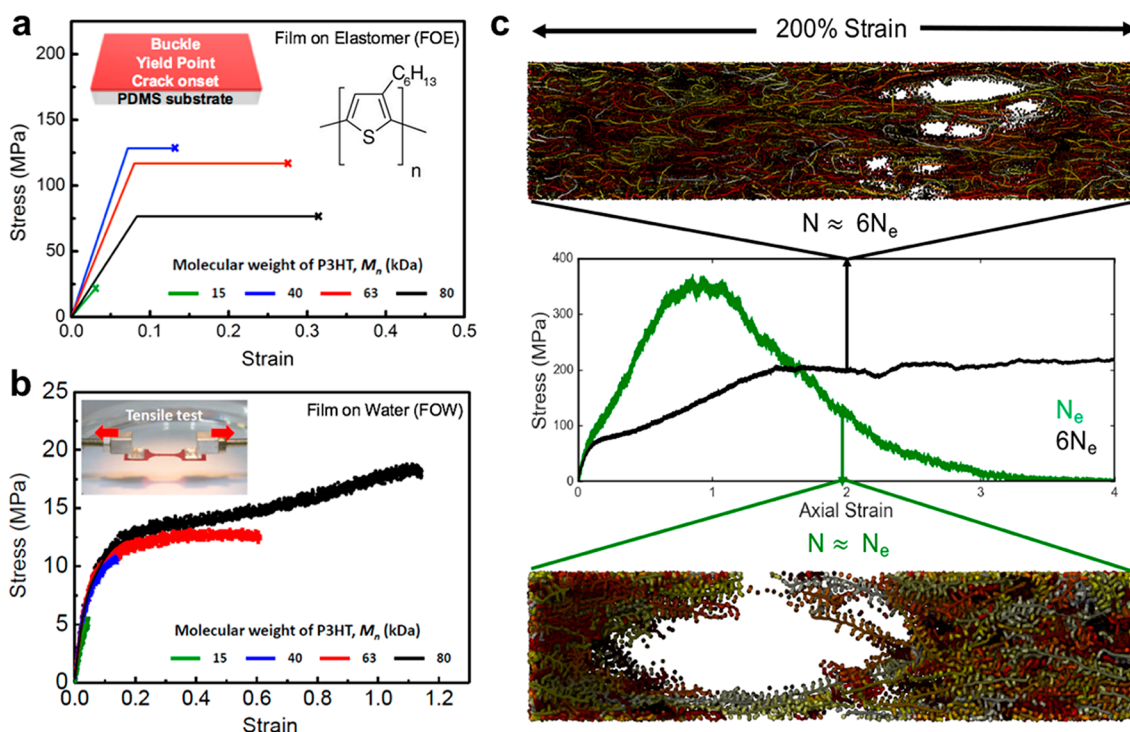 a
Film on Elastomer (FOE)
Buckle
Yield Point
Crack onset
PDMS substrate
C6H13
S
n
Stress (MPa)
200
150
100
50
0
Molecular weight of P3HT, Mn (kDa)
15 40 63 80
0.0 0.1 0.2 0.3 0.4 0.5
Strain
b
Film on Water (FOW)
Tensile test
Stress (MPa)
25
20
15
10
5
0
Molecular weight of P3HT, Mn (kDa)
15 40 63 80
0.0 0.2 0.4 0.6 0.8 1.0 1.2
Strain
c
200% Strain
N ≈ 6Ne
Stress (MPa)
400
300
200
100
0
Ne
6Ne
0 1 2 3 4
Axial Strain
N ≈ Ne